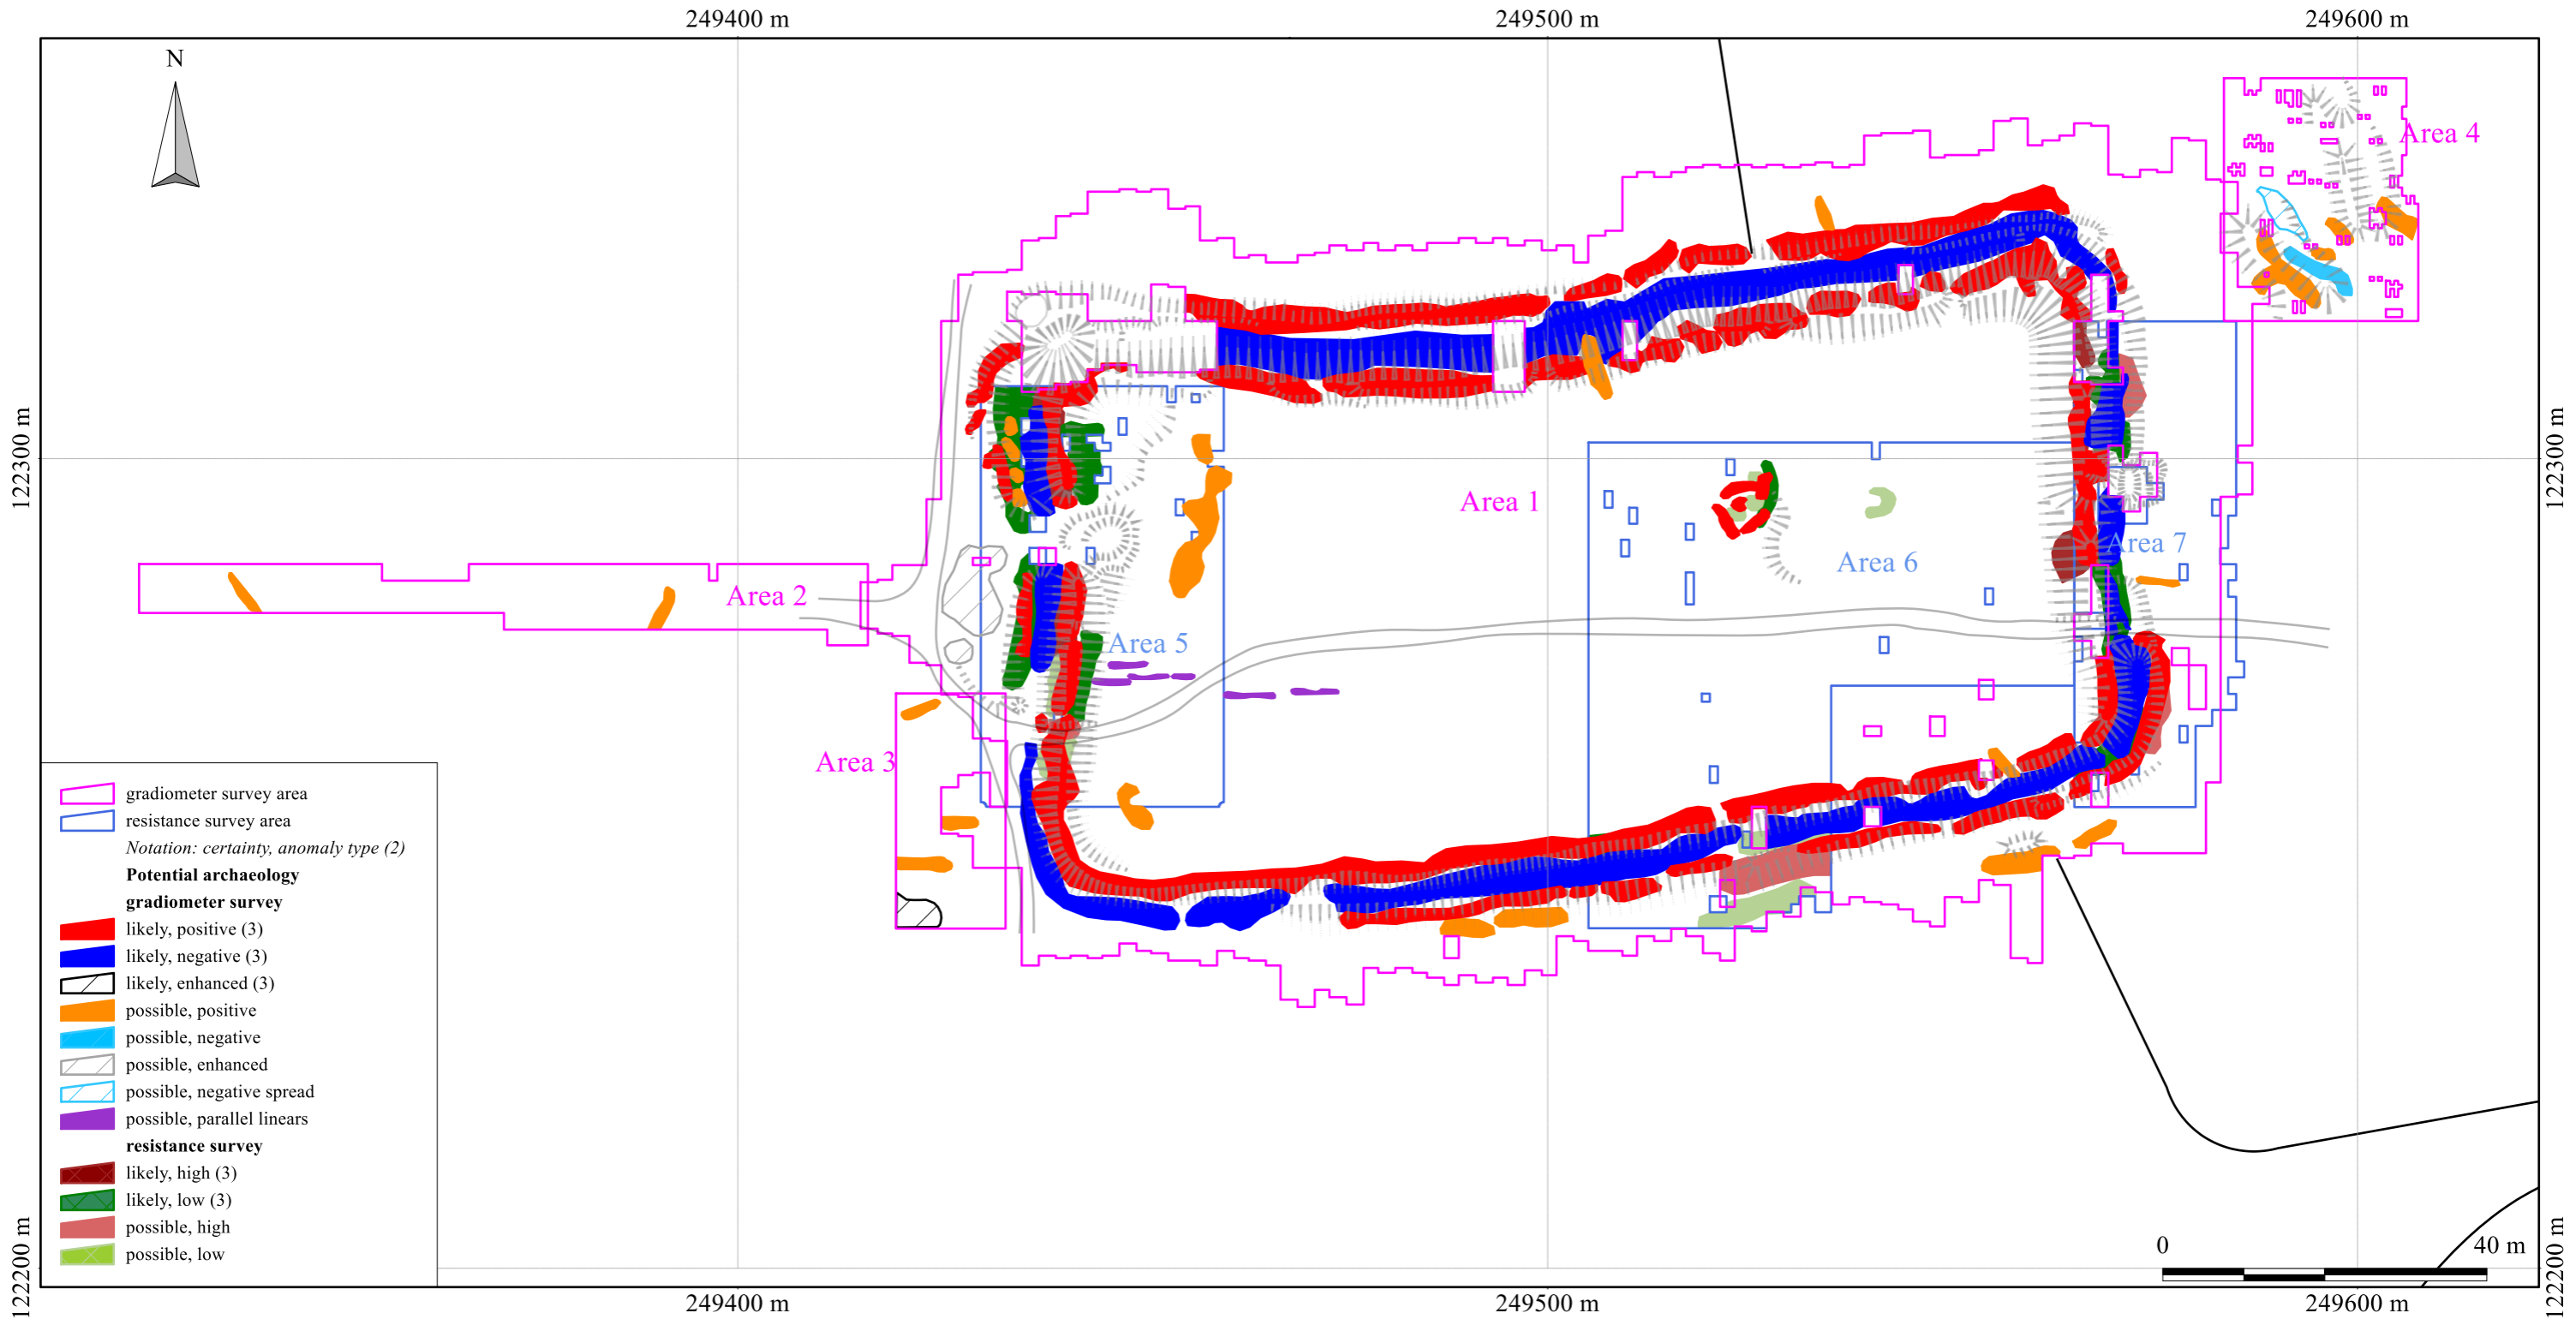 249400 m
249500 m
249600 m
N
Area 4
122300 m
122300 m
Area 1
Area 7
Area 6
Area 2
Area 5
Area 3
gradiometer survey area
resistance survey area
Notation: certainty, anomaly type (2)
Potential archaeology
gradiometer survey
likely, positive (3)
likely, negative (3)
likely, enhanced (3)
possible, positive
possible, negative
possible, enhanced
possible, negative spread
possible, parallel linears
resistance survey
likely, high (3)
likely, low (3)
possible, high
possible, low
0
40 m
122200 m
122200 m
249400 m
249500 m
249600 m